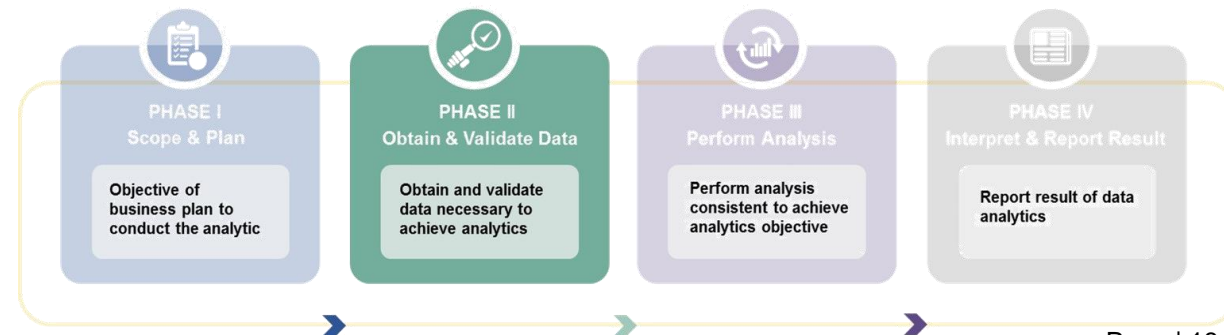 PHASE I
Scope & Plan
Objective of
business plan to
conduct the analytic
PHASE II
Obtain & Validate Data
Obtain and validate
data necessary to
achieve analytics
PHASE III
Perform Analysis
Perform analysis
consistent to achieve
analytics objective
PHASE IV
Interpret & Report Result
Report result of data
analytics